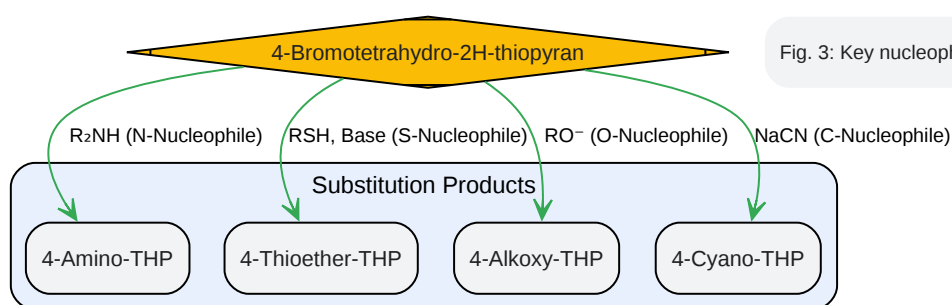 4-Bromotetrahydro-2H-thiopyran
Fig. 3: Key nucleoph
R₂NH (N-Nucleophile)
RSH, Base (S-Nucleophile)
RO⁻ (O-Nucleophile)
NaCN (C-Nucleophile)
Substitution Products
4-Amino-THP
4-Thioether-THP
4-Alkoxy-THP
4-Cyano-THP